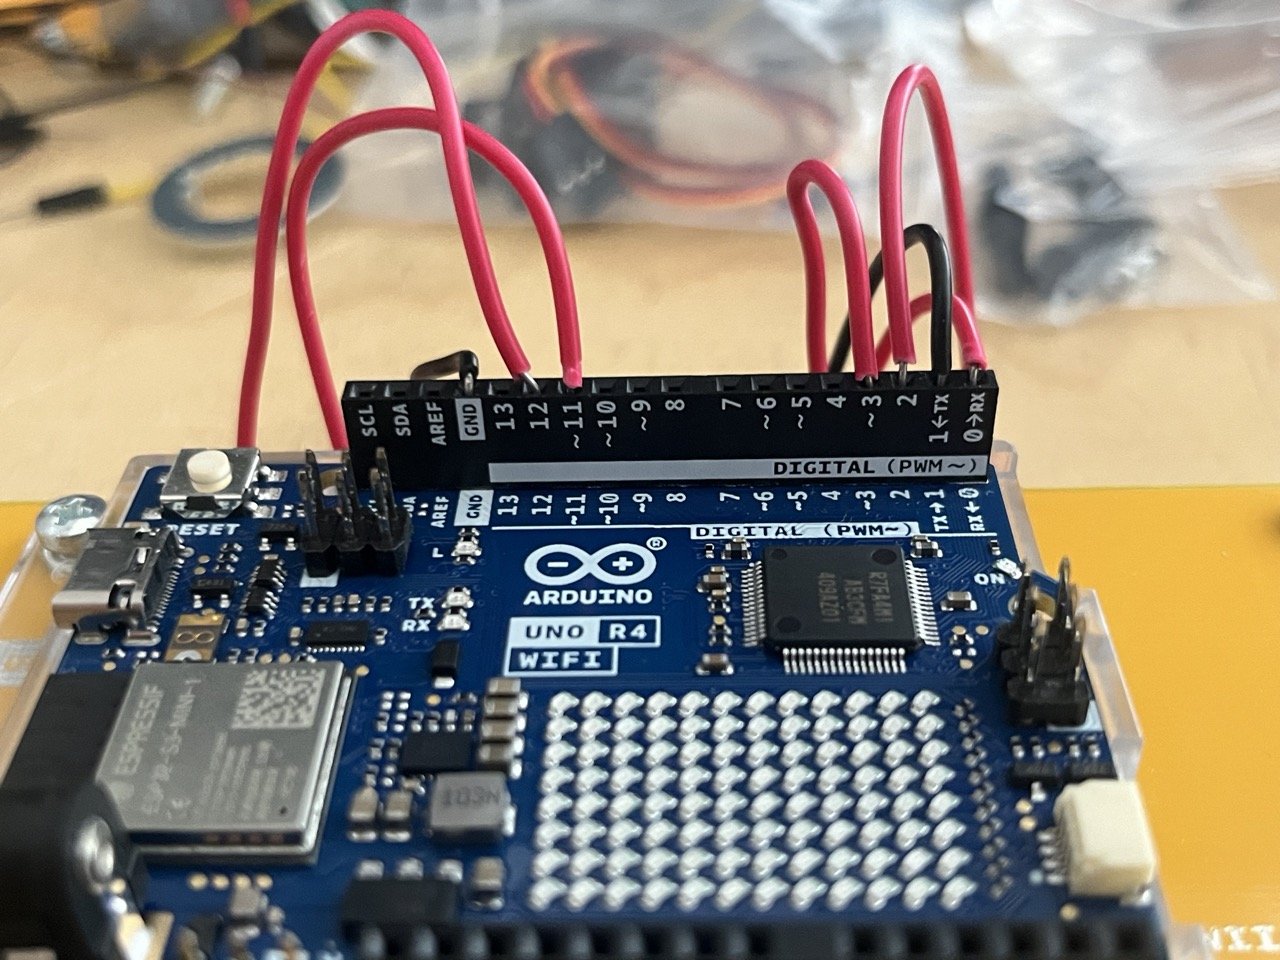 SCL SDA AREF GND 13 12 ~11 ~10 ~9 8 7 ~6 ~5 4 ~3 2 1←TX 0→RX
DIGITAL (PWM~)
AREF GND 13 12 ~11 ~10 ~9 8 7 ~6 ~5 4 ~3 2 TX→1 RX←0
DIGITAL (PWM~)
RESET
L
ON
ARDUINO
TX
RX
UNO R4
WIFI
ESPRESSIF
103N